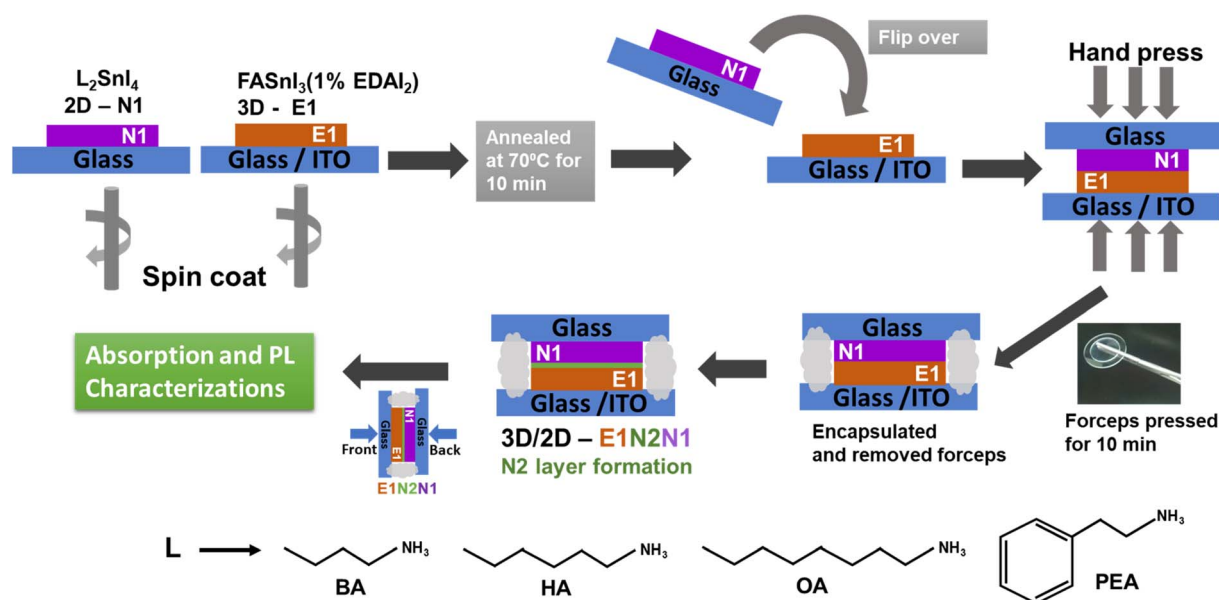 L₂SnI₄
2D – N1
N1
Glass
FASnI₃(1% EDAI₂)
3D - E1
E1
Glass / ITO
Spin coat
Annealed
at 70ºC for
10 min
N1
Glass
Flip over
E1
Glass / ITO
Hand press
Glass
N1
E1
Glass / ITO
Forceps pressed
for 10 min
Glass
N1
E1
Glass / ITO
Encapsulated
and removed forceps
Glass
N1
E1
Glass /ITO
3D/2D – E1N2N1
N2 layer formation
Front
Glass
E1
N1
Glass
Back
E1N2N1
Absorption and PL
Characterizations
L
NH₃
BA
NH₃
HA
NH₃
OA
NH₃
PEA